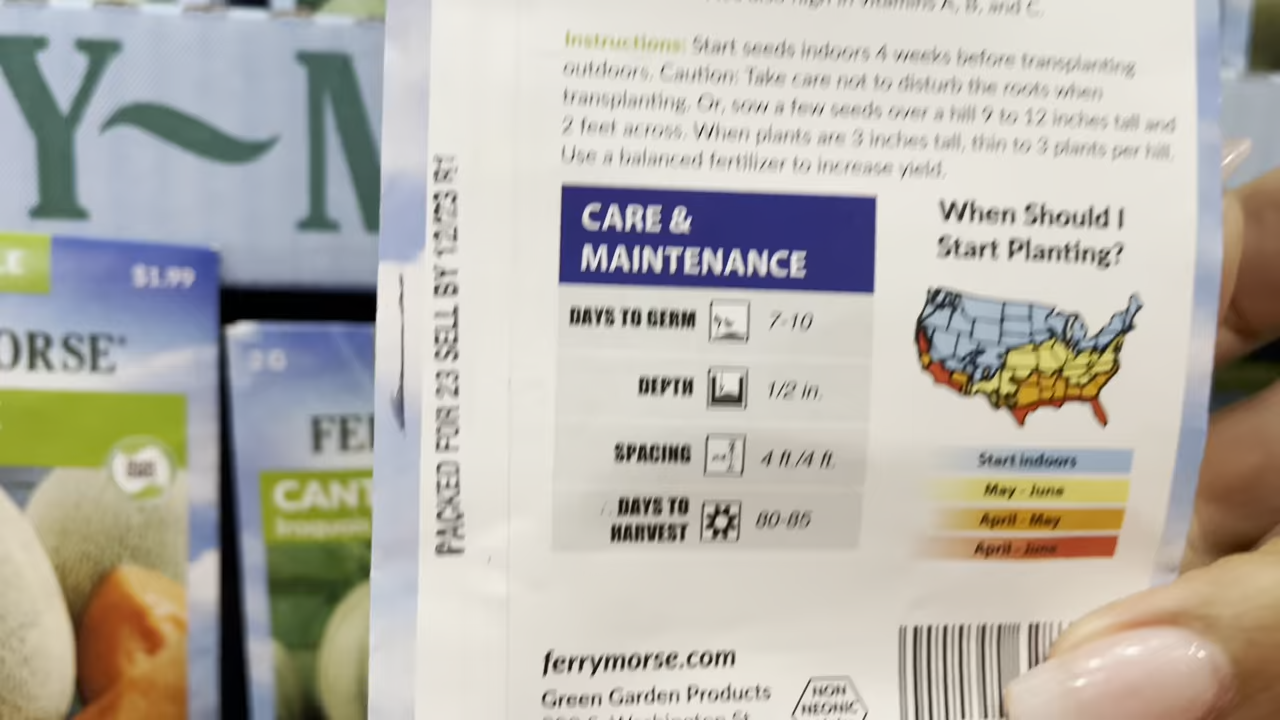 Y~M
LE
$1.99
ORSE
FE
CANT
vitamins A, B, and C.
Instructions: Start seeds indoors 4 weeks before transplanting
outdoors. Caution: Take care not to disturb the roots when
transplanting. Or, sow a few seeds over a hill 9 to 12 inches tall and
2 feet across. When plants are 3 inches tall, thin to 3 plants per hill.
Use a balanced fertilizer to increase yield.
PACKED FOR 23 SELL BY 12/23
CARE &
MAINTENANCE
DAYS TO GERM 7-10
DEPTH 1/2 in.
SPACING 4 ft./4 ft.
DAYS TO
HARVEST 80-85
When Should I
Start Planting?
Start Indoors
May - June
April - May
April - June
ferrymorse.com
Green Garden Products
NON
NEONIC